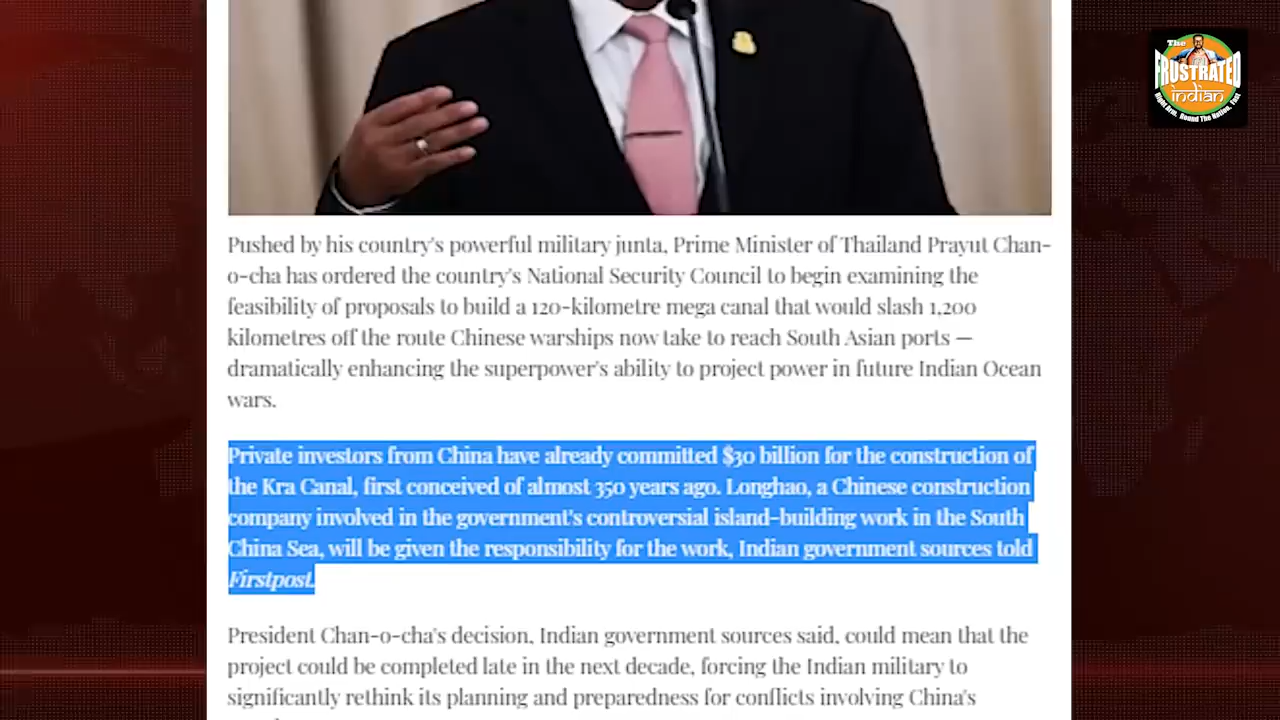 The
FRUSTRATED
indian
Right Arm. Round The Nation. Fast
Pushed by his country's powerful military junta, Prime Minister of Thailand Prayut Chan-
o-cha has ordered the country's National Security Council to begin examining the
feasibility of proposals to build a 120-kilometre mega canal that would slash 1,200
kilometres off the route Chinese warships now take to reach South Asian ports —
dramatically enhancing the superpower's ability to project power in future Indian Ocean
wars.
Private investors from China have already committed $30 billion for the construction of
the Kra Canal, first conceived of almost 350 years ago. Longhao, a Chinese construction
company involved in the government's controversial island-building work in the South
China Sea, will be given the responsibility for the work, Indian government sources told
Firstpost.
President Chan-o-cha's decision, Indian government sources said, could mean that the
project could be completed late in the next decade, forcing the Indian military to
significantly rethink its planning and preparedness for conflicts involving China's